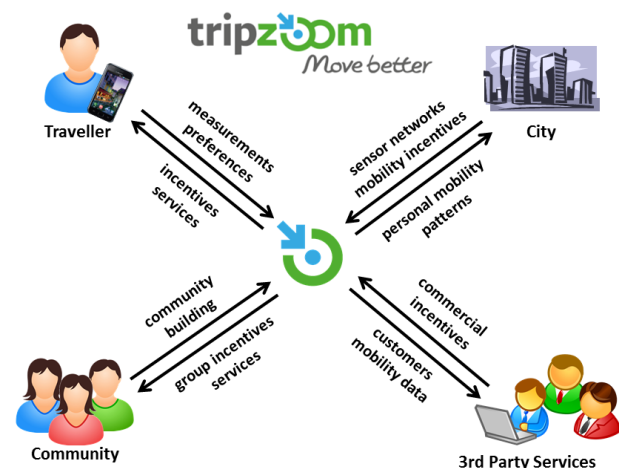 tripzoom
Move better
Traveller
City
measurements
preferences
incentives
services
sensor networks
mobility incentives
personal mobility
patterns
community
building
group incentives
services
commercial
incentives
customers
mobility data
Community
3rd Party Services